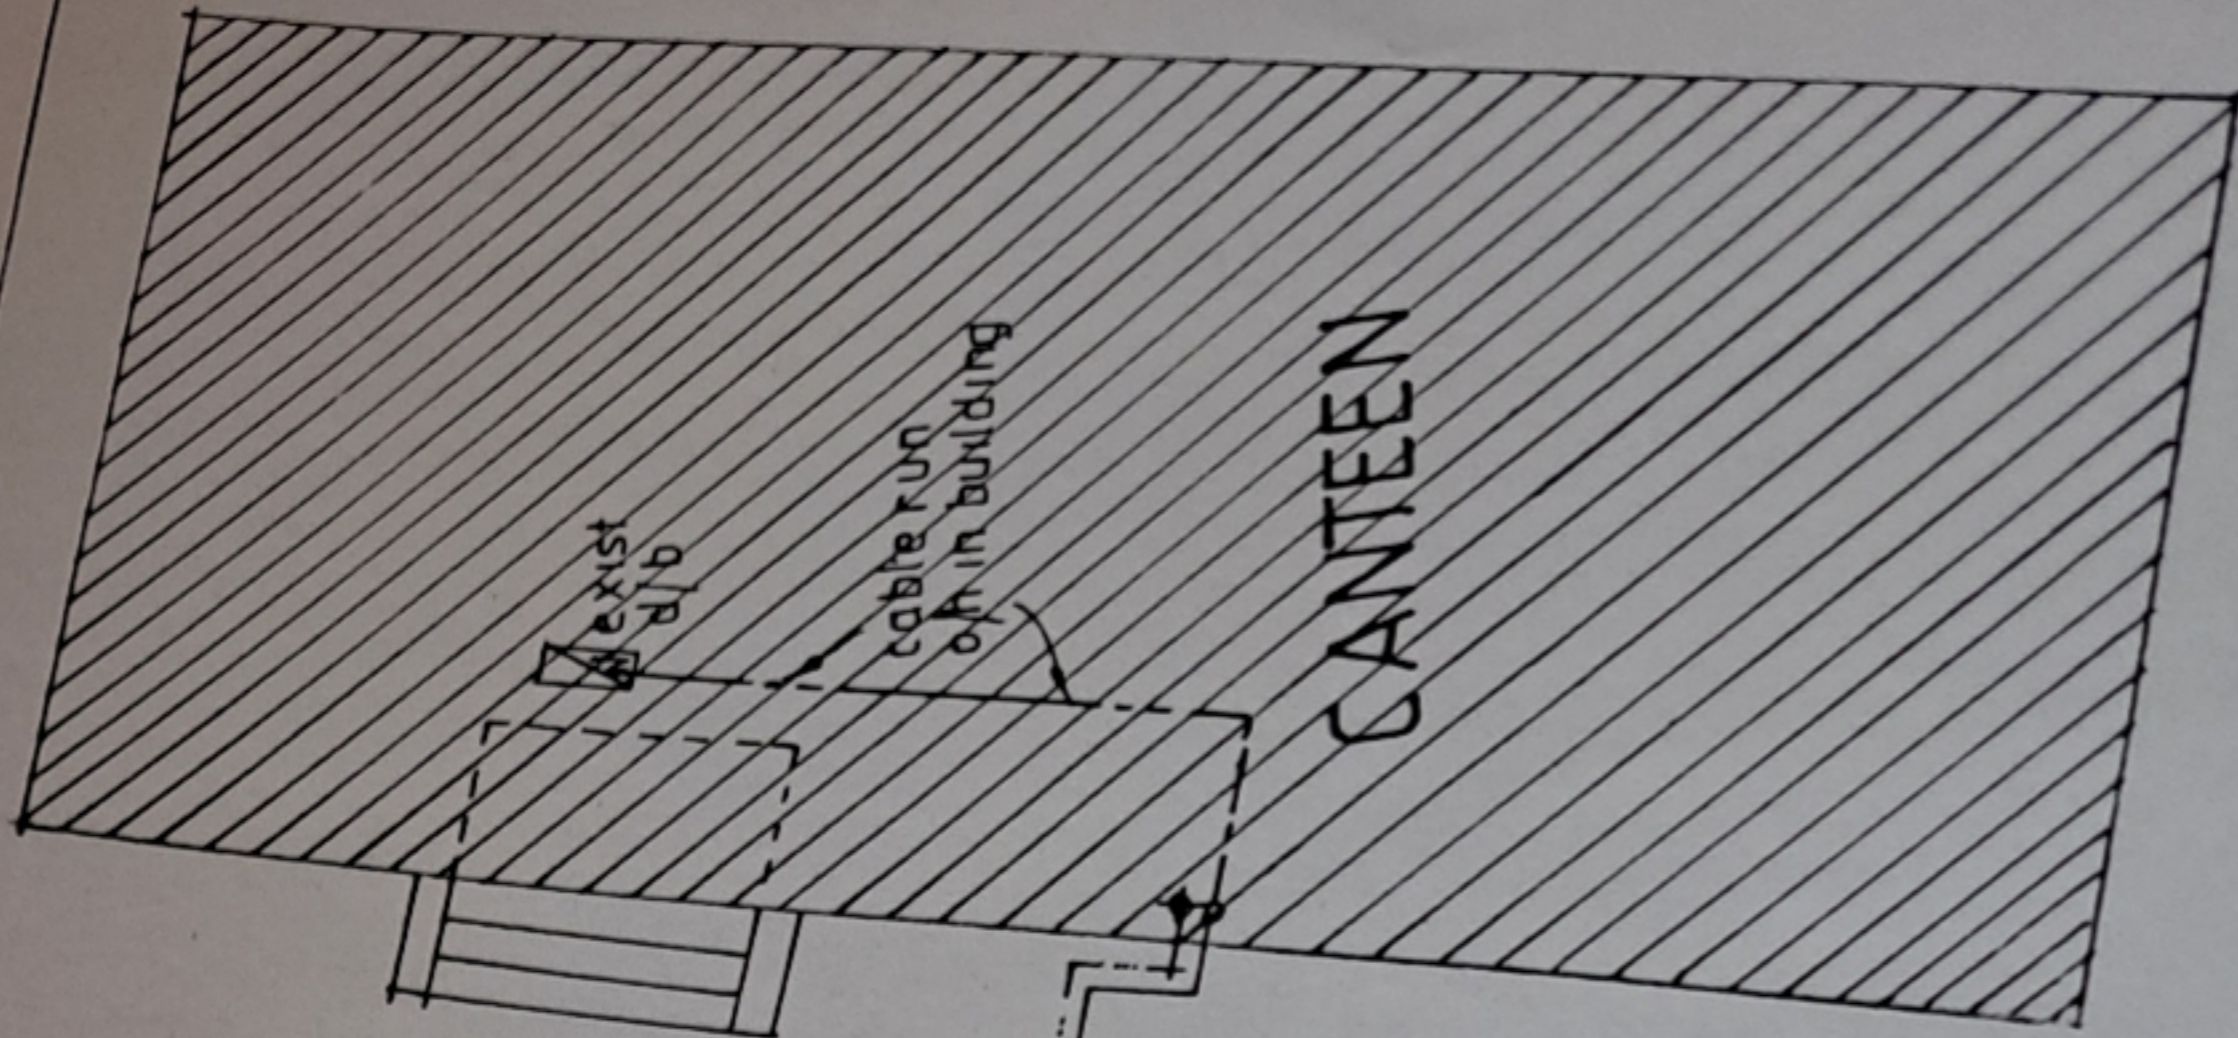 exist
d/b
cable run
o/h in building
CANTEEN